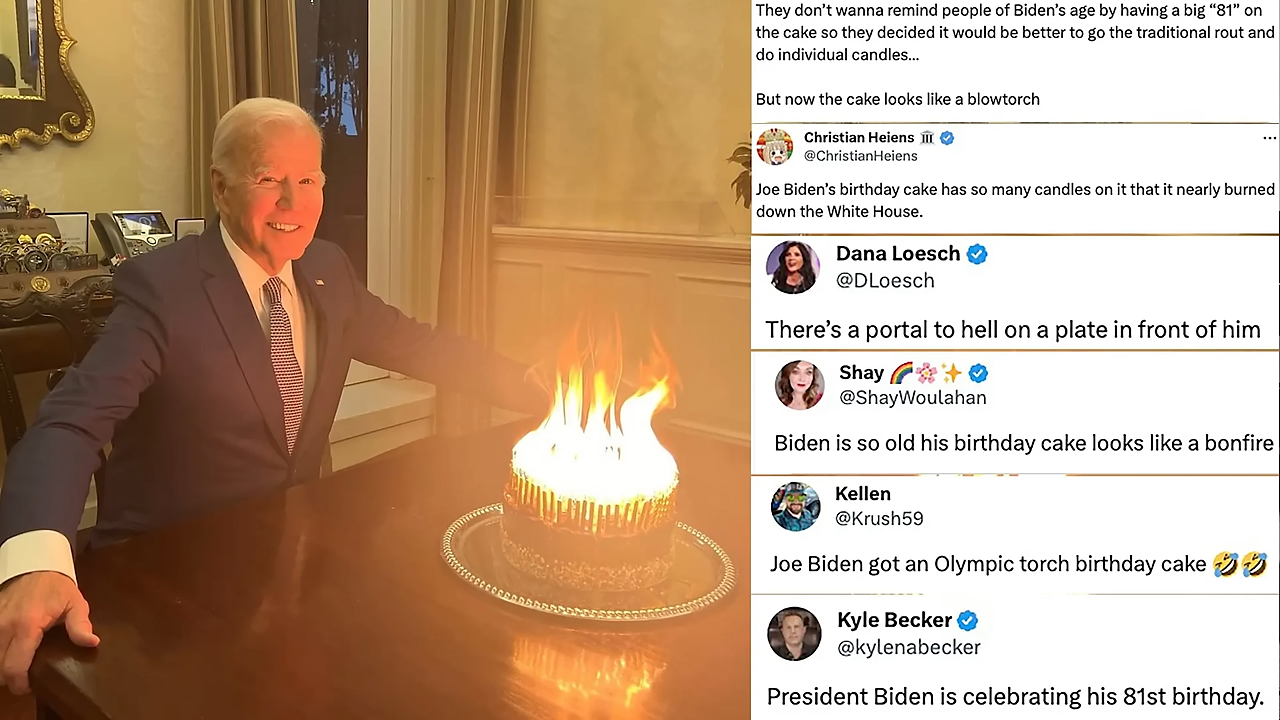 They don’t wanna remind people of Biden’s age by having a big “81” on
the cake so they decided it would be better to go the traditional rout and
do individual candles...
But now the cake looks like a blowtorch
Christian Heiens 🏛
@ChristianHeiens
Joe Biden’s birthday cake has so many candles on it that it nearly burned
down the White House.
Dana Loesch
@DLoesch
There’s a portal to hell on a plate in front of him
Shay 🌈🌸✨
@ShayWoulahan
Biden is so old his birthday cake looks like a bonfire
Kellen
@Krush59
Joe Biden got an Olympic torch birthday cake 🤣🤣
Kyle Becker
@kylenabecker
President Biden is celebrating his 81st birthday.